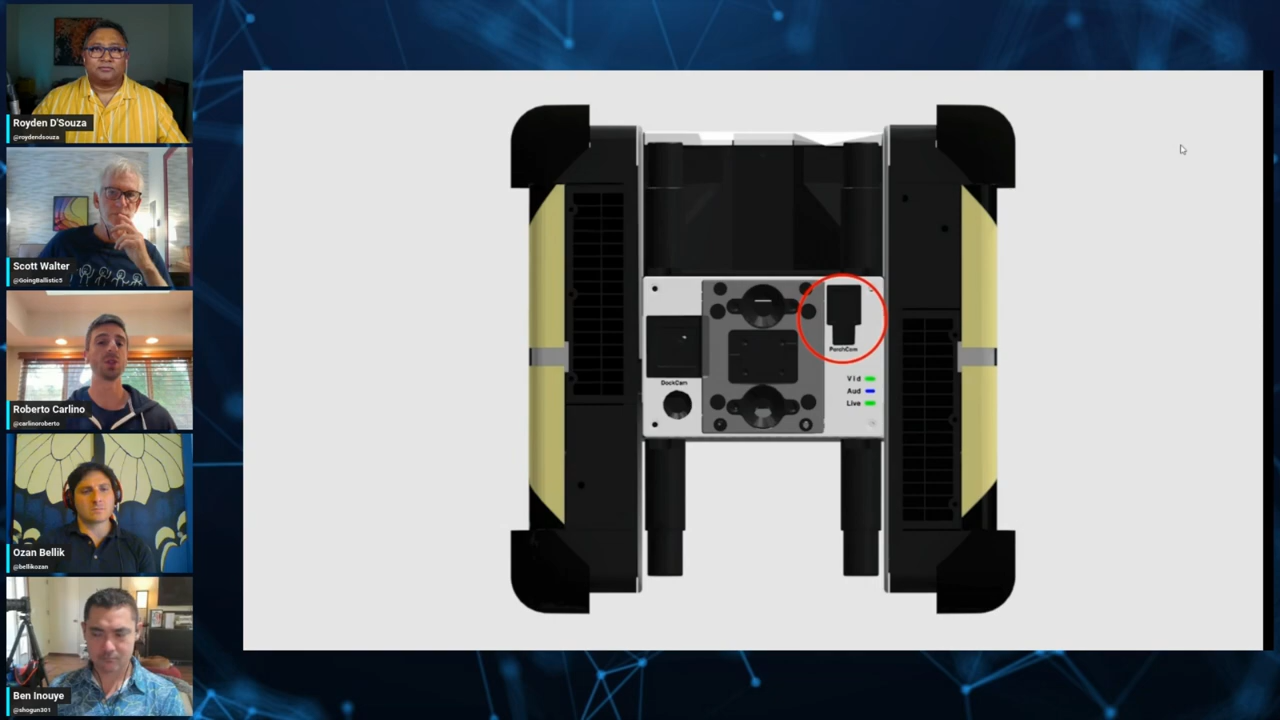 Royden D'Souza
@roydendsouza
Scott Walter
@GoingBallistic5
Roberto Carlino
@carlinoroberto
Ozan Bellik
@bellikozan
Ben Inouye
@shogun301
DockCam
PerchCam
Vid
Aud
Live